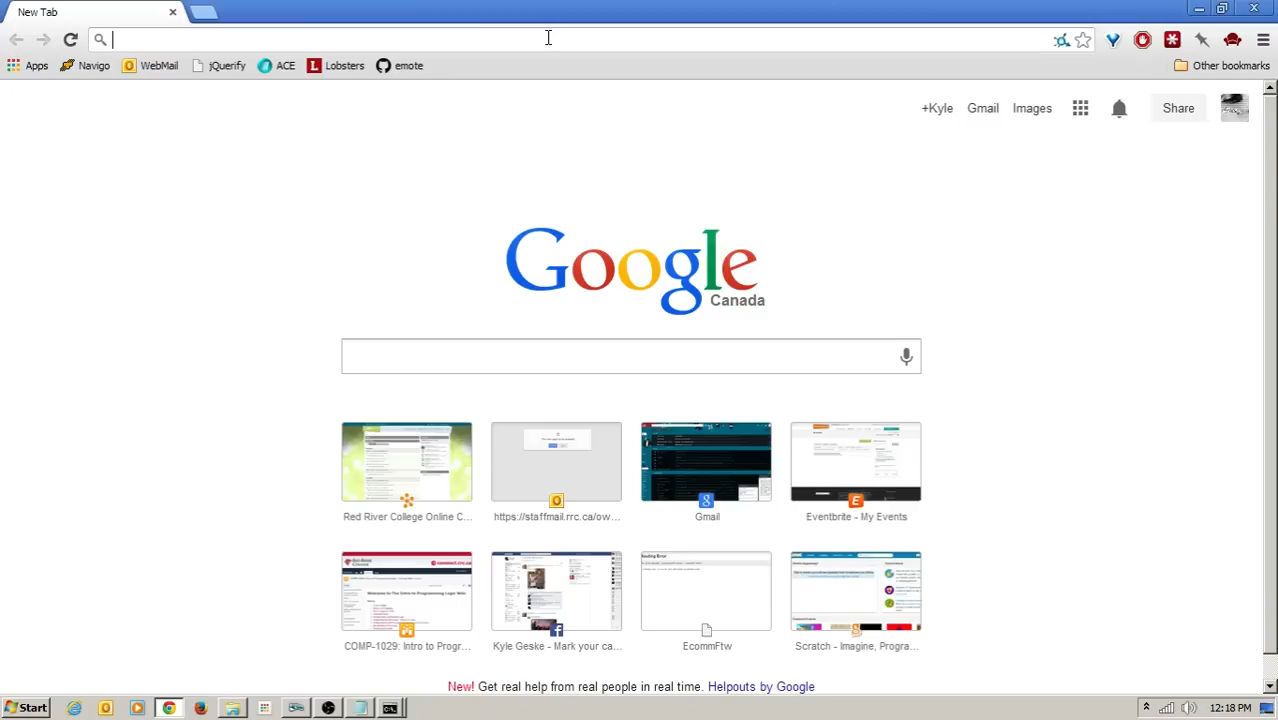 New Tab
Apps Navigo WebMail jQuerify ACE Lobsters emote Other bookmarks
+Kyle Gmail Images Share
Google
Canada
Red River College Online C... https://staffmail.rrc.ca/ow... Gmail Eventbrite - My Events
COMP-1029: Intro to Progr... Kyle Geske - Mark your ca... EcommFtw Scratch - Imagine, Progra...
New! Get real help from real people in real time. Helpouts by Google
Start 12:18 PM